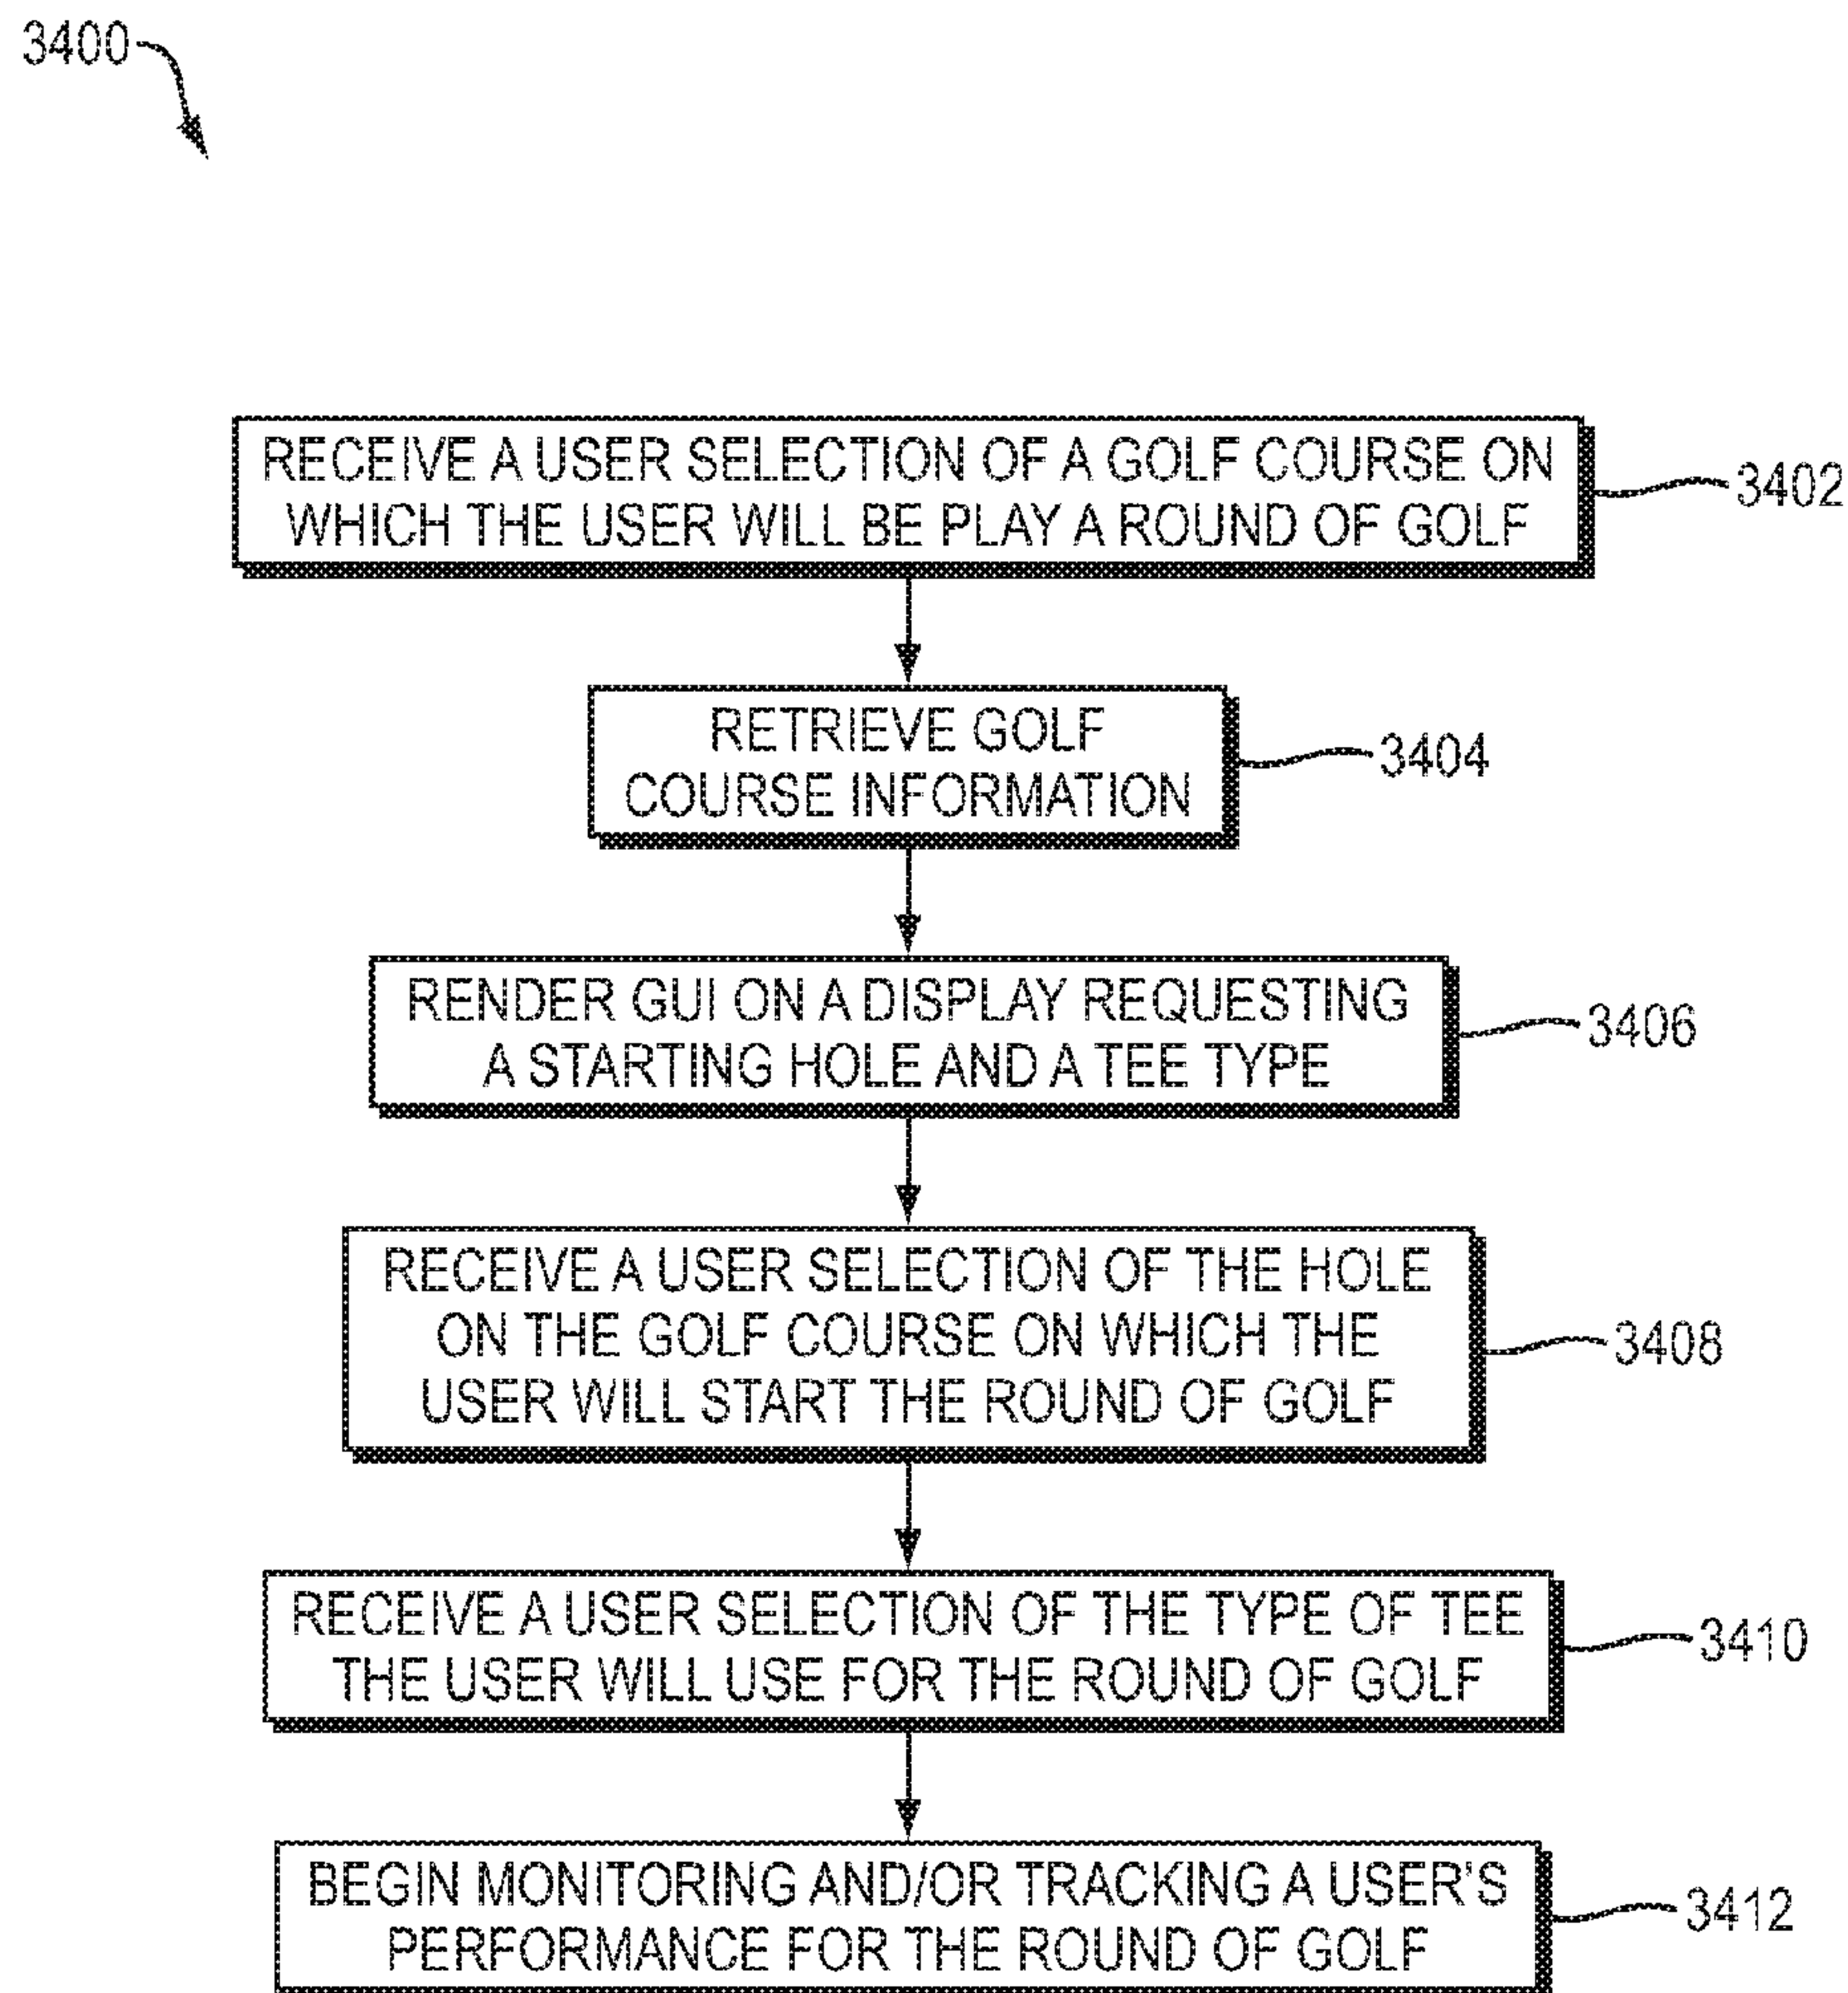 3400
RECEIVE A USER SELECTION OF A GOLF COURSE ON
WHICH THE USER WILL BE PLAY A ROUND OF GOLF
3402
RETRIEVE GOLF
COURSE INFORMATION
3404
RENDER GUI ON A DISPLAY REQUESTING
A STARTING HOLE AND A TEE TYPE
3406
RECEIVE A USER SELECTION OF THE HOLE
ON THE GOLF COURSE ON WHICH THE
USER WILL START THE ROUND OF GOLF
3408
RECEIVE A USER SELECTION OF THE TYPE OF TEE
THE USER WILL USE FOR THE ROUND OF GOLF
3410
BEGIN MONITORING AND/OR TRACKING A USER'S
PERFORMANCE FOR THE ROUND OF GOLF
3412